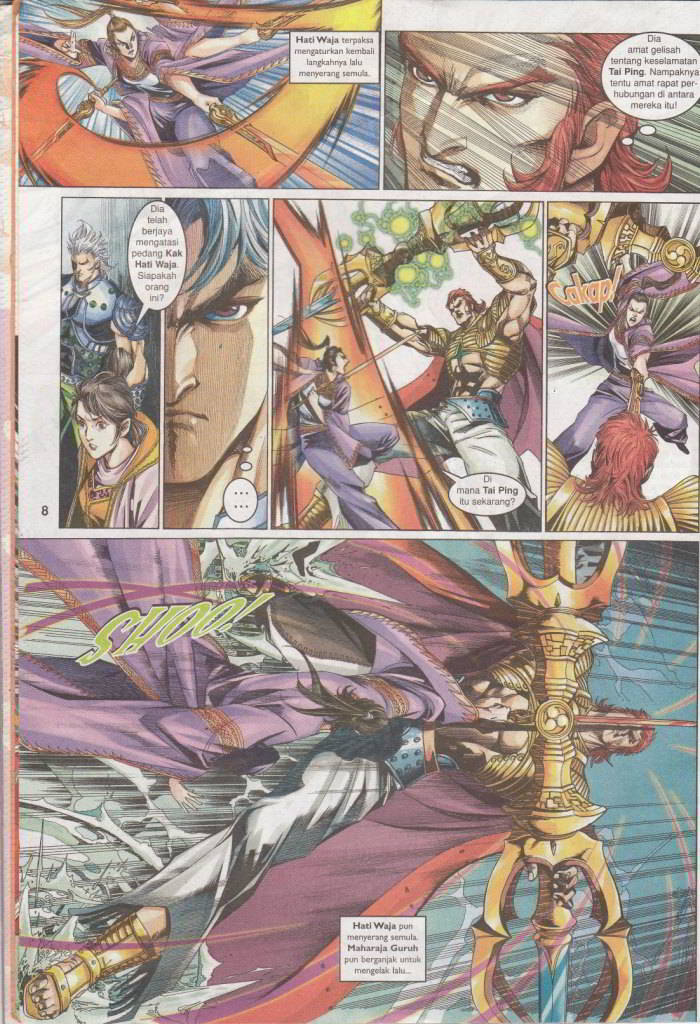 Hati Waja terpaksa
mengaturkan kembali
langkahnya lalu
menyerang semula.
Dia
amat gelisah
tentang keselamatan
Tai Ping. Nampaknya
tentu amat rapat per-
hubungan di antara
mereka itu!
Dia
telah
berjaya
mengatasi
pedang Kak
Hati Waja.
Siapakah
orang
ini?
...
...
Di
mana Tai Ping
itu sekarang?
8
SHOO!
Hati Waja pun
menyerang semula.
Maharaja Guruh
pun berganjak untuk
mengelak lalu...